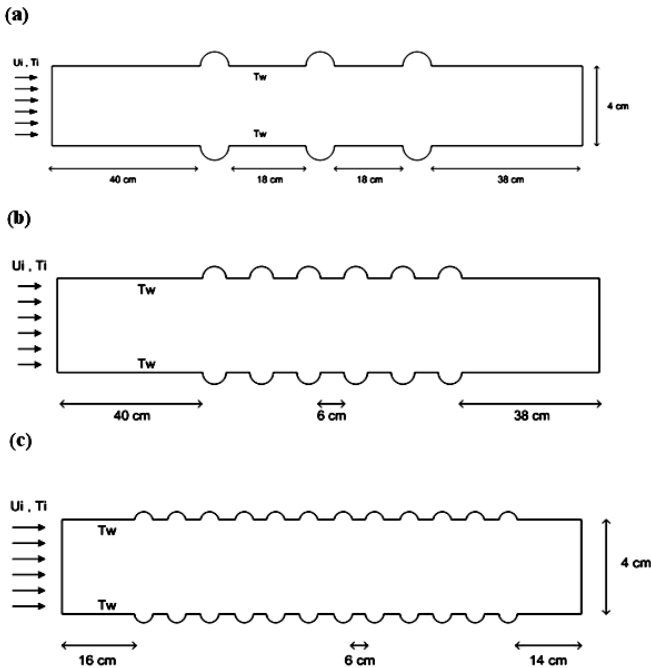 (a)
Ui , Ti
Tw
4 cm
Tw
40 cm
18 cm
18 cm
38 cm
(b)
Ui , Ti
Tw
Tw
40 cm
6 cm
38 cm
(c)
Ui , Ti
Tw
4 cm
Tw
16 cm
6 cm
14 cm